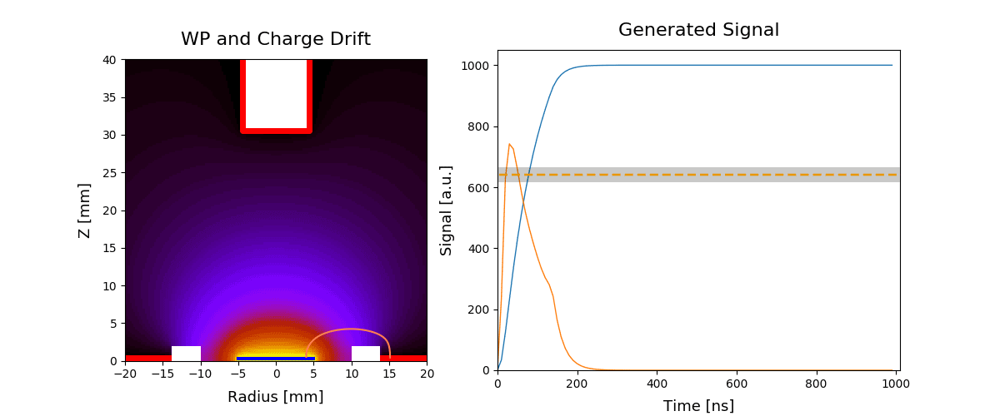 WP and Charge Drift
Z [mm]
40
35
30
25
20
15
10
5
0
−20 −15 −10 −5 0 5 10 15 20
Radius [mm]
Generated Signal
Signal [a.u.]
1000
800
600
400
200
0
0 200 400 600 800 1000
Time [ns]